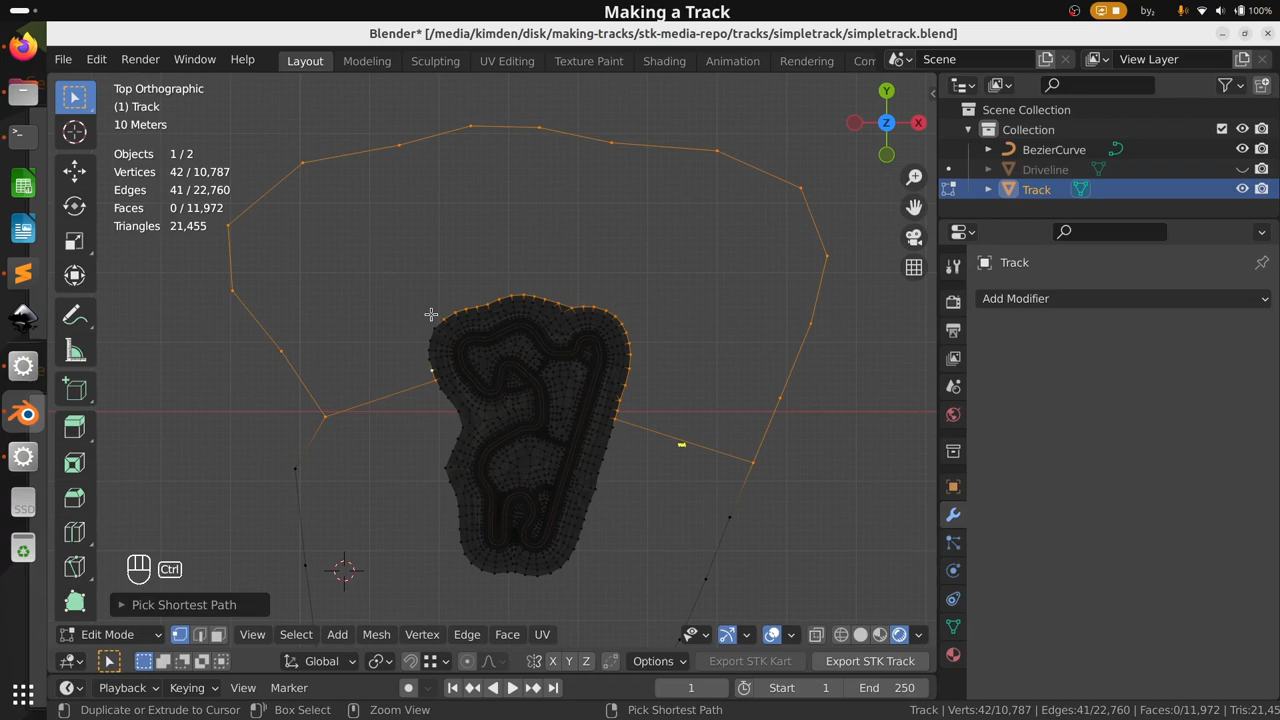 Making a Track
by₂
100%
Blender* [/media/kimden/disk/making-tracks/stk-media-repo/tracks/simpletrack/simpletrack.blend]
File Edit Render Window Help
Layout Modeling Sculpting UV Editing Texture Paint Shading Animation Rendering Com
Scene
View Layer
Top Orthographic
(1) Track
10 Meters
Objects 1 / 2
Vertices 42 / 10,787
Edges 41 / 22,760
Faces 0 / 11,972
Triangles 21,455
Y
Z
X
Scene Collection
Collection
BezierCurve
Driveline
Track
Track
Add Modifier
SSD
Ctrl
Pick Shortest Path
Edit Mode View Select Add Mesh Vertex Edge Face UV
Global X Y Z Options Export STK Kart Export STK Track
Playback Keying View Marker 1 Start 1 End 250
Duplicate or Extrude to Cursor Box Select Zoom View Pick Shortest Path Track | Verts:42/10,787 | Edges:41/22,760 | Faces:0/11,972 | Tris:21,45